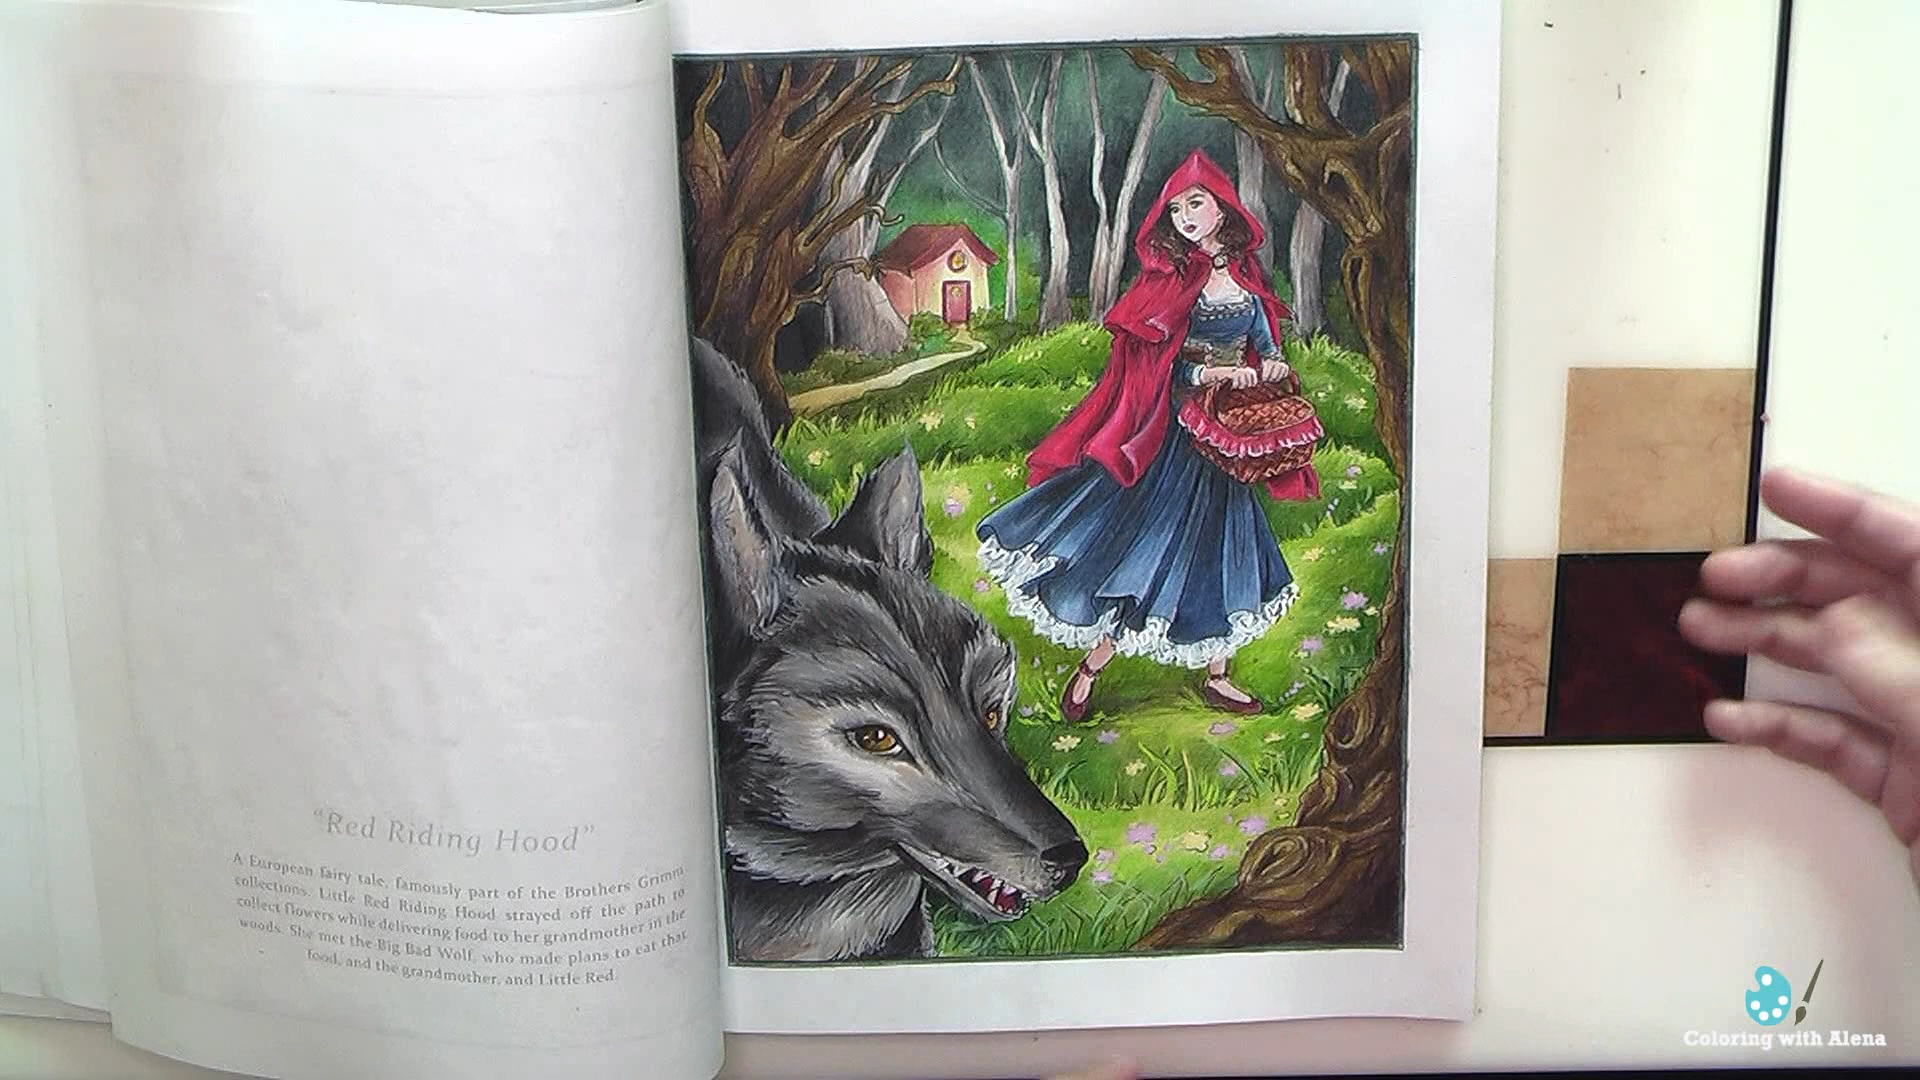 "Red Riding Hood"
A European fairy tale, famously part of the Brothers Grimm
collections. Little Red Riding Hood strayed off the path to
collect flowers while delivering food to her grandmother in the
woods. She met the Big Bad Wolf, who made plans to eat that
food, and the grandmother, and Little Red.
Coloring with Alena